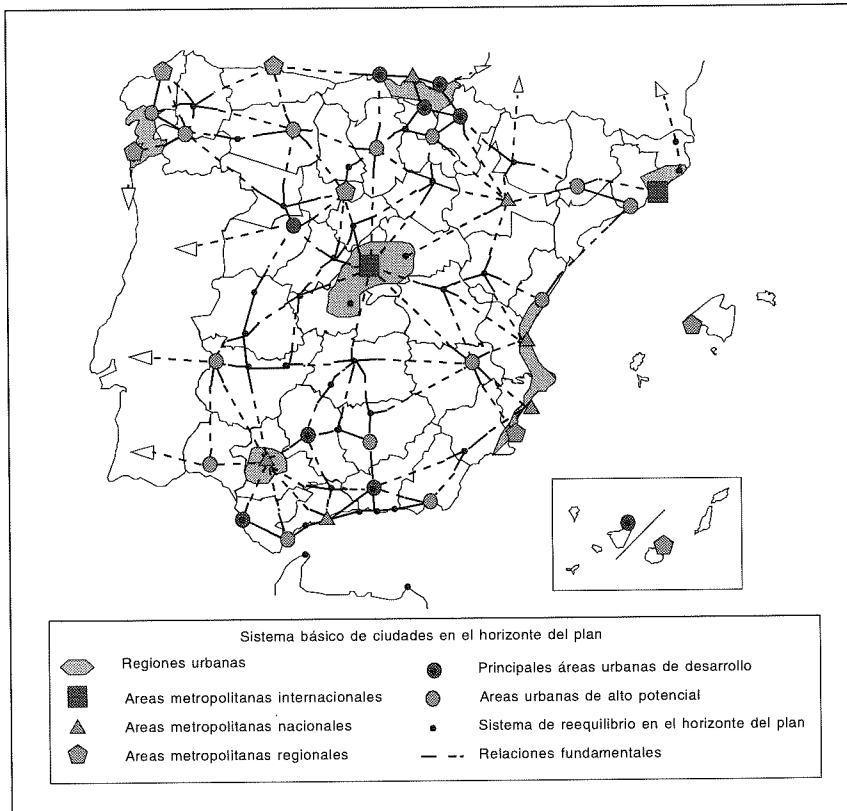 Sistema básico de ciudades en el horizonte del plan
Regiones urbanas
Areas metropolitanas internacionales
Areas metropolitanas nacionales
Areas metropolitanas regionales
Principales áreas urbanas de desarrollo
Areas urbanas de alto potencial
Sistema de reequilibrio en el horizonte del plan
Relaciones fundamentales